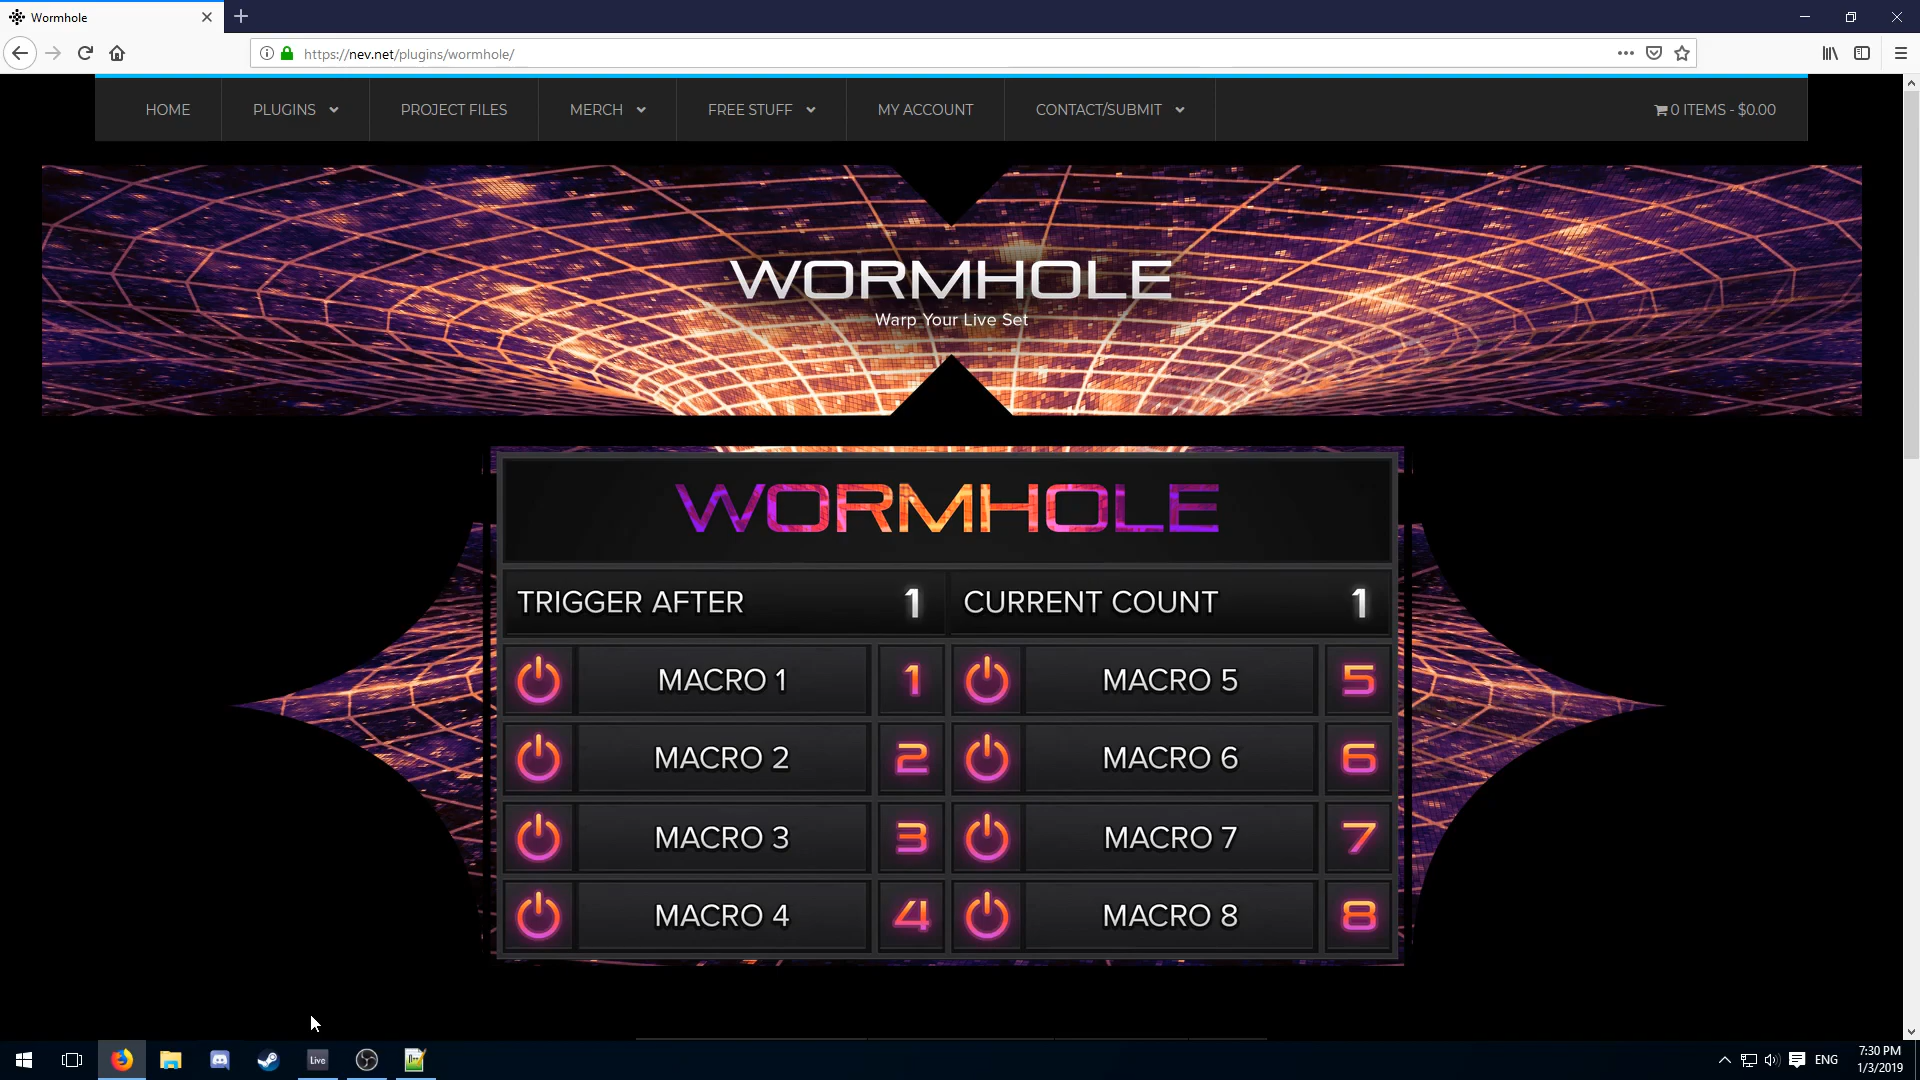 Wormhole
https://nev.net/plugins/wormhole/
HOME PLUGINS PROJECT FILES MERCH FREE STUFF MY ACCOUNT CONTACT/SUBMIT 0 ITEMS - $0.00
WORMHOLE
Warp Your Live Set
WORMHOLE
TRIGGER AFTER 1 CURRENT COUNT 1
MACRO 1 1 MACRO 5 5
MACRO 2 2 MACRO 6 6
MACRO 3 3 MACRO 7 7
MACRO 4 4 MACRO 8 8
Live ENG 7:30 PM
1/3/2019